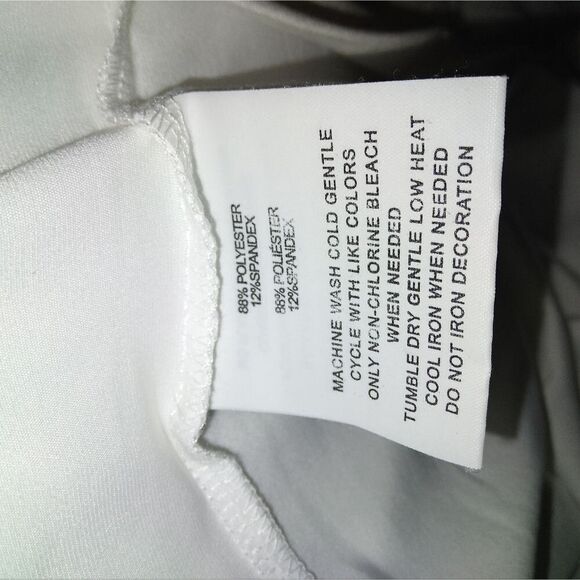 88% POLYESTER
12%SPANDEX
88% POLIÉSTER
12%SPANDEX
MACHINE WASH COLD GENTLE
CYCLE WITH LIKE COLORS
ONLY NON-CHLORINE BLEACH
WHEN NEEDED
TUMBLE DRY GENTLE LOW HEAT
COOL IRON WHEN NEEDED
DO NOT IRON DECORATION